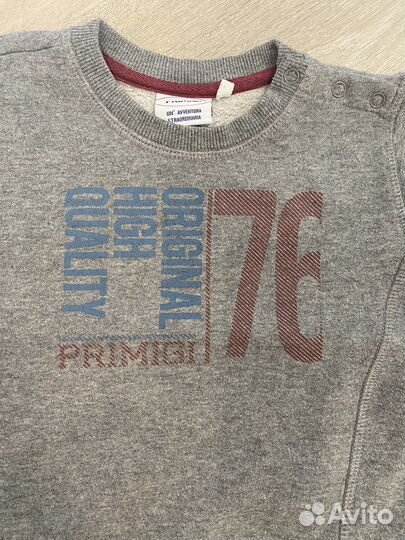 UN' AVVENTURA
STRAORDINARIA
ORIGINAL
HIGH
QUALITY
76
PRIMIGI
Avito